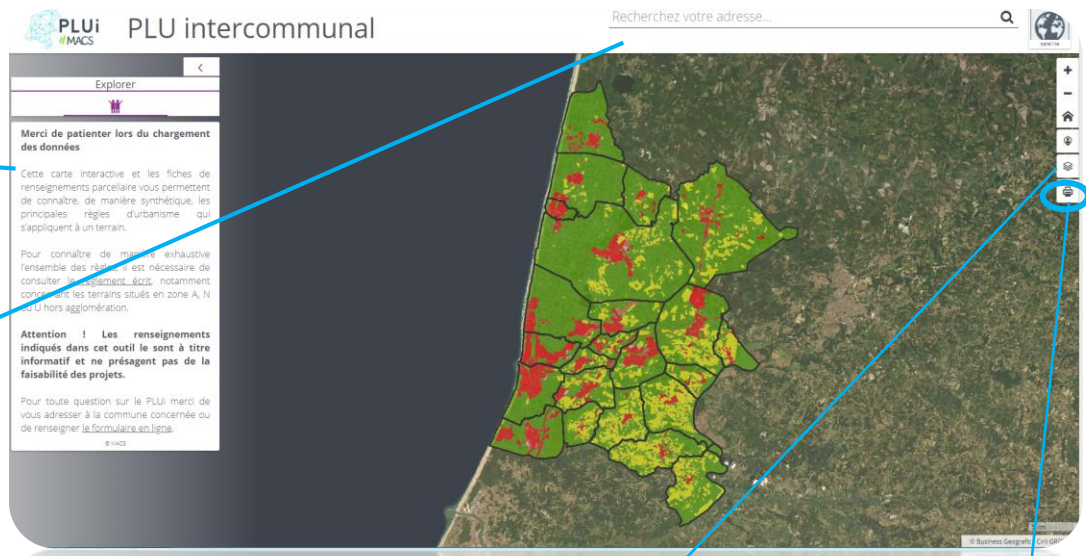 PLUi
MACS
PLU intercommunal
Recherchez votre adresse...
Explorer
Merci de patienter lors du chargement
des données
Cette carte interactive et les fiches de
renseignements parcellaire vous permettent
de connaître, de manière synthétique, les
principales règles d'urbanisme qui
s'appliquent à un terrain.
Pour connaître de manière exhaustive
l'ensemble des règles, il est nécessaire de
consulter le règlement écrit, notamment
concernant les terrains situés en zone A, N
ou U hors agglomération.
Attention ! Les renseignements
indiqués dans cet outil le sont à titre
informatif et ne présagent pas de la
faisabilité des projets.
Pour toute question sur le PLUi merci de
vous adresser à la commune concernée ou
de renseigner le formulaire en ligne.
© MACS
© Business Geografic